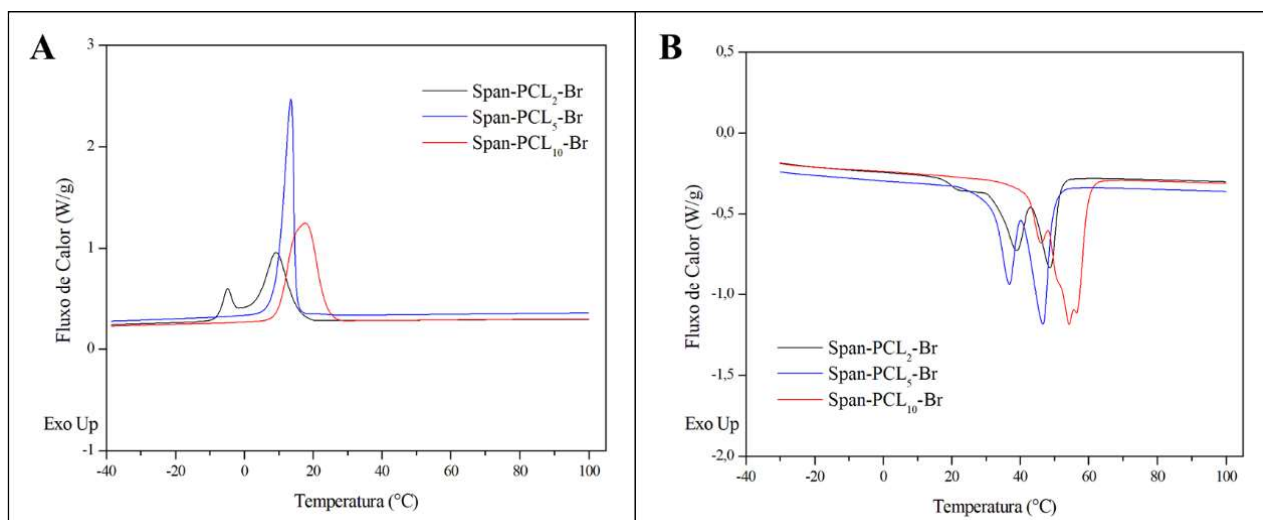 A
3
2
1
0
-1
Fluxo de Calor (W/g)
Exo Up
Span-PCL₂-Br
Span-PCL₅-Br
Span-PCL₁₀-Br
-40 -20 0 20 40 60 80 100
Temperatura (°C)
B
0,5
0,0
-0,5
-1,0
-1,5
-2,0
Fluxo de Calor (W/g)
Span-PCL₂-Br
Span-PCL₅-Br
Span-PCL₁₀-Br
Exo Up
-40 -20 0 20 40 60 80 100
Temperatura (°C)